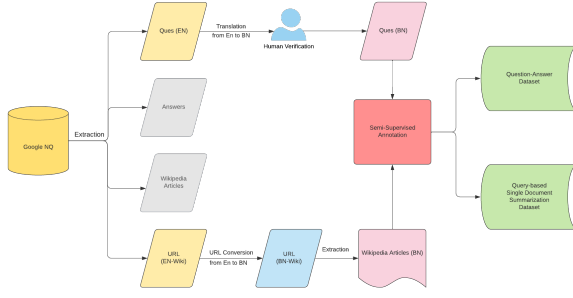 Ques (EN)
Translation
from En to BN
Human Verification
Ques (BN)
Question-Answer
Dataset
Answers
Google NQ
Extraction
Semi-Supervised
Annotation
Wikipedia
Articles
Query-based
Single Document
Summarization
Dataset
URL
(EN-Wiki)
URL Conversion
from En to BN
URL
(BN-Wiki)
Extraction
Wikipedia Articles (BN)